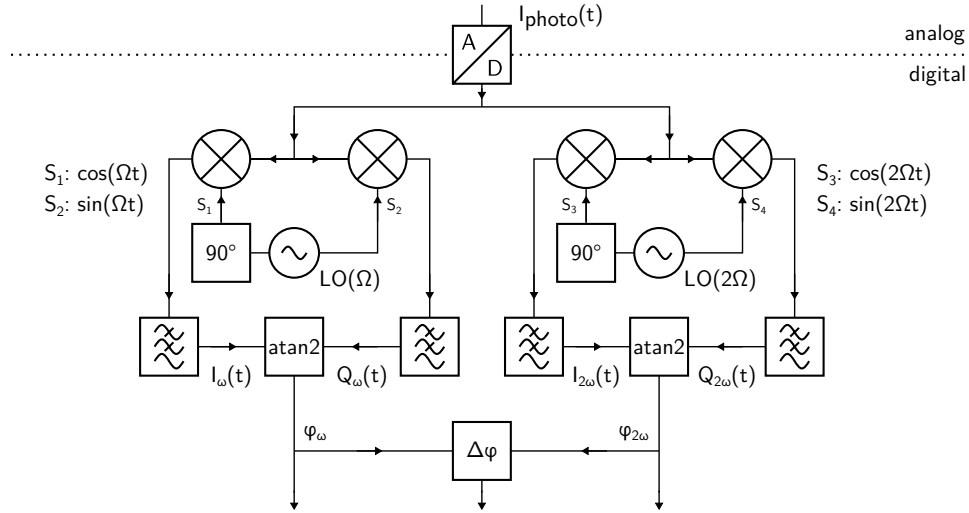 I_photo(t)
analog
A
D
digital
S₁: cos(Ωt)
S₂: sin(Ωt)
S₃: cos(2Ωt)
S₄: sin(2Ωt)
S₁
S₂
S₃
S₄
90°
LO(Ω)
90°
LO(2Ω)
atan2
atan2
I_ω(t)
Q_ω(t)
I_2ω(t)
Q_2ω(t)
φ_ω
φ_2ω
Δφ